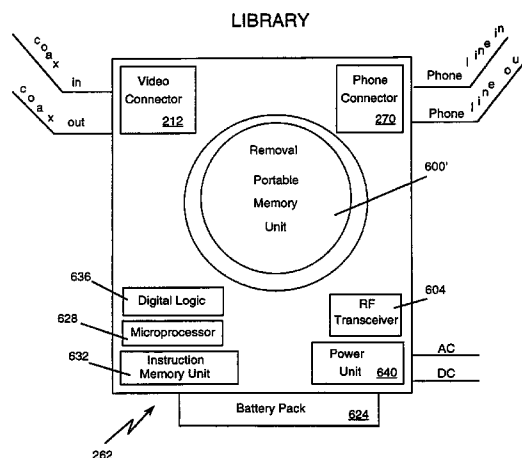 LIBRARY
coax in
coax out
Video
Connector
212
Phone
Connector
270
Phone line in
Phone line ou
Removal
Portable
Memory
Unit
600'
636
Digital Logic
628
Microprocessor
632
Instruction
Memory Unit
RF
Transceiver
604
Power
Unit
640
AC
DC
Battery Pack
624
262